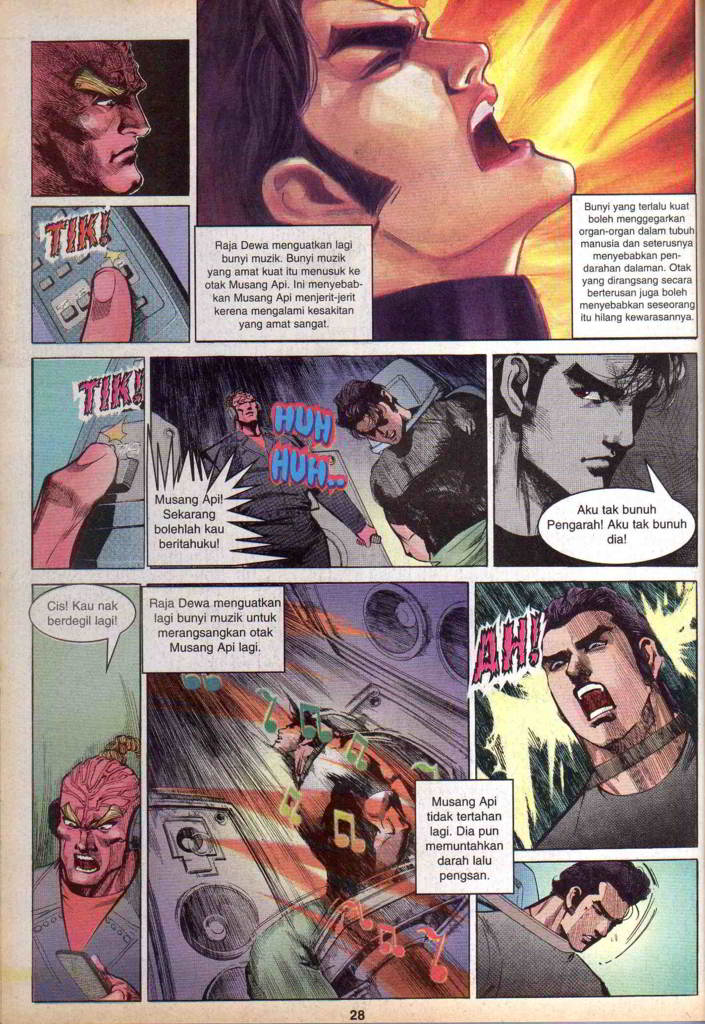 TIK!
Raja Dewa menguatkan lagi
bunyi muzik. Bunyi muzik
yang amat kuat itu menusuk ke
otak Musang Api. Ini menyebab-
kan Musang Api menjerit-jerit
kerena mengalami kesakitan
yang amat sangat.
Bunyi yang terlalu kuat
boleh menggegarkan
organ-organ dalam tubuh
manusia dan seterusnya
menyebabkan pen-
darahan dalaman. Otak
yang dirangsang secara
berterusan juga boleh
menyebabkan seseorang
itu hilang kewarasannya.
TIK!
HUH
HUH..
Musang Api!
Sekarang
bolehlah kau
beritahuku!
Aku tak bunuh
Pengarah! Aku tak bunuh
dia!
Cis! Kau nak
berdegil lagi!
Raja Dewa menguatkan
lagi bunyi muzik untuk
merangsangkan otak
Musang Api lagi.
AH!
Musang Api
tidak tertahan
lagi. Dia pun
memuntahkan
darah lalu
pengsan.
28